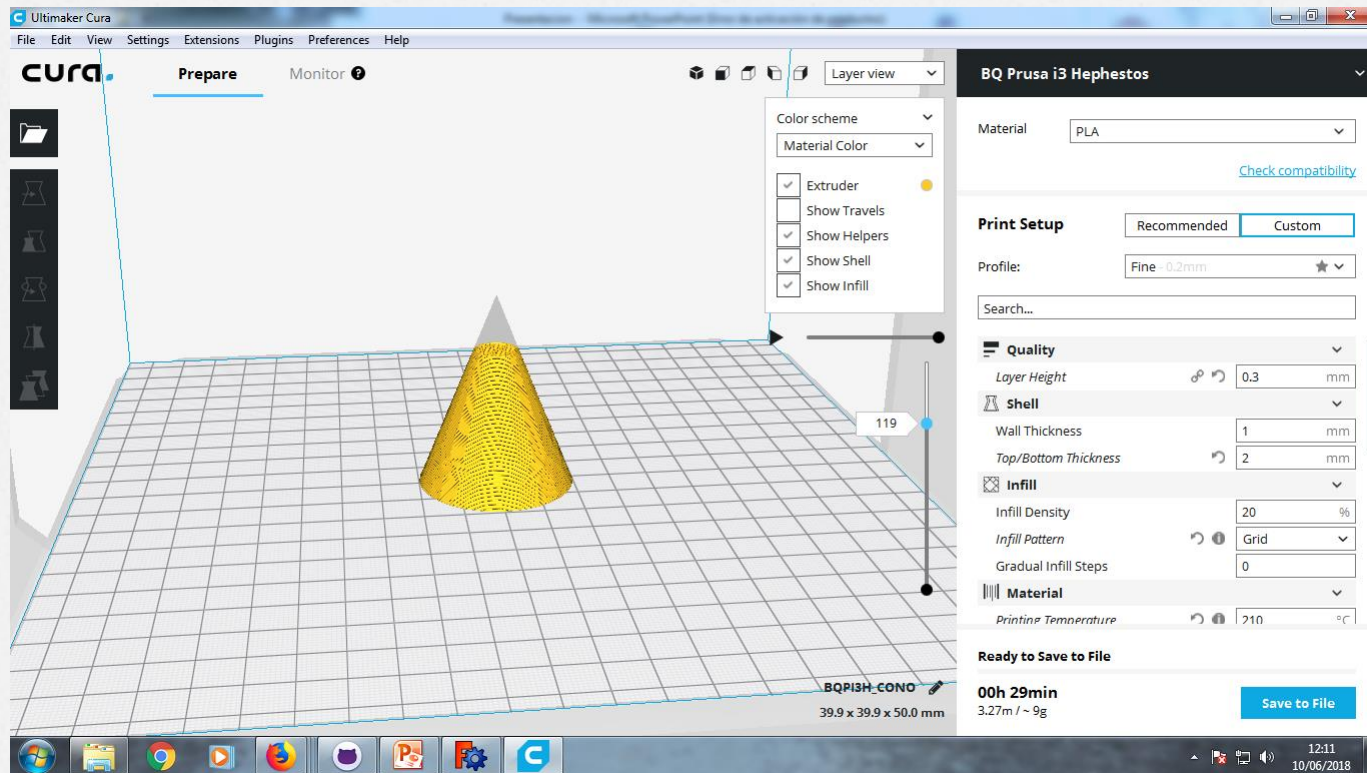 Ultimaker Cura
File Edit View Settings Extensions Plugins Preferences Help
cura.
Prepare Monitor ?
Layer view
Color scheme
Material Color
Extruder
Show Travels
Show Helpers
Show Shell
Show Infill
119
BQPI3H_CONO
39.9 x 39.9 x 50.0 mm
BQ Prusa i3 Hephestos
Material PLA
Check compatibility
Print Setup Recommended Custom
Profile: Fine - 0.2mm
Search...
Quality
Layer Height 0.3 mm
Shell
Wall Thickness 1 mm
Top/Bottom Thickness 2 mm
Infill
Infill Density 20 %
Infill Pattern Grid
Gradual Infill Steps 0
Material
Printing Temperature 210 °C
Ready to Save to File
00h 29min
3.27m / ~ 9g
Save to File
12:11
10/06/2018